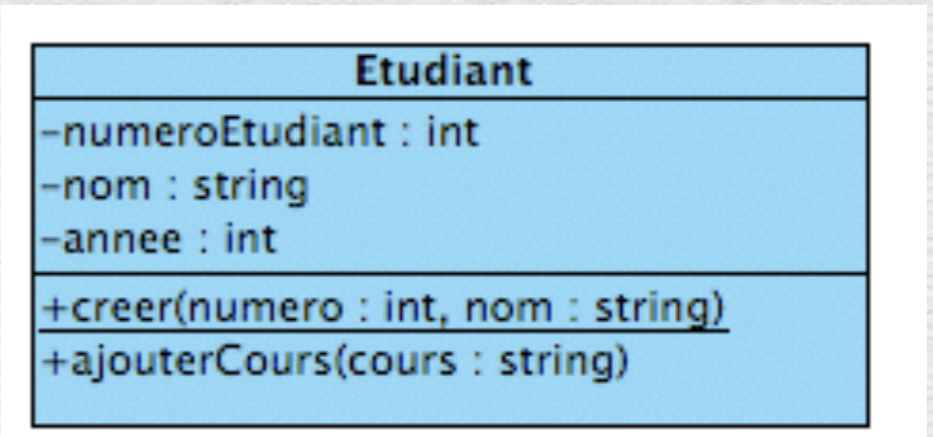 Etudiant
-numeroEtudiant : int
-nom : string
-annee : int
+creer(numero : int, nom : string)
+ajouterCours(cours : string)